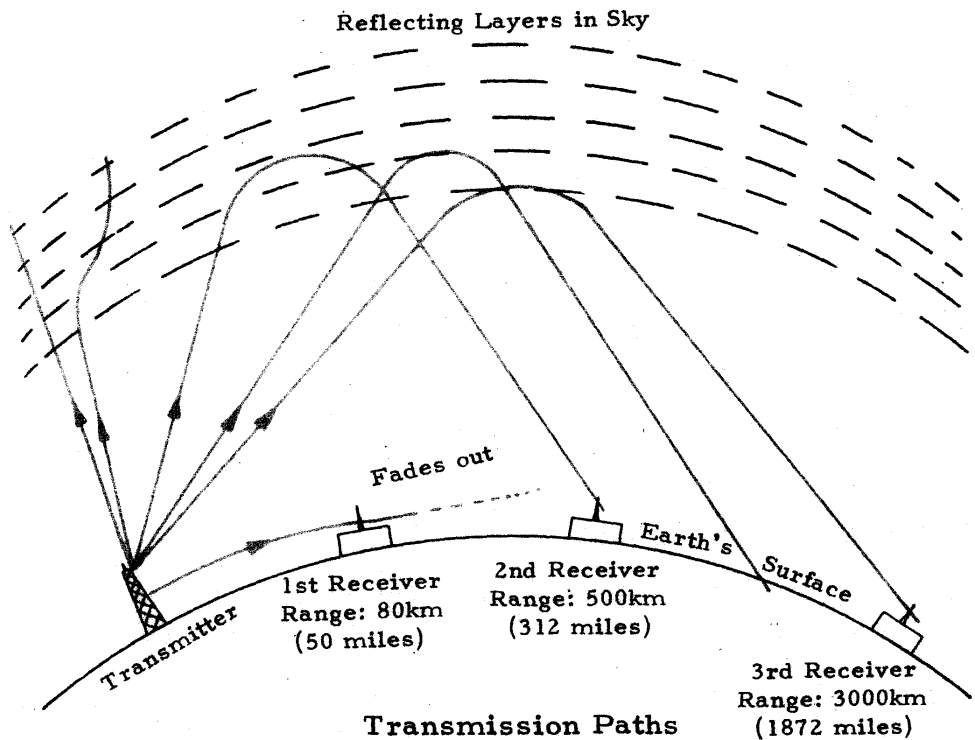 Reflecting Layers in Sky
Fades out
Earth's Surface
Transmitter
1st Receiver
Range: 80km
(50 miles)
2nd Receiver
Range: 500km
(312 miles)
3rd Receiver
Range: 3000km
(1872 miles)
Transmission Paths